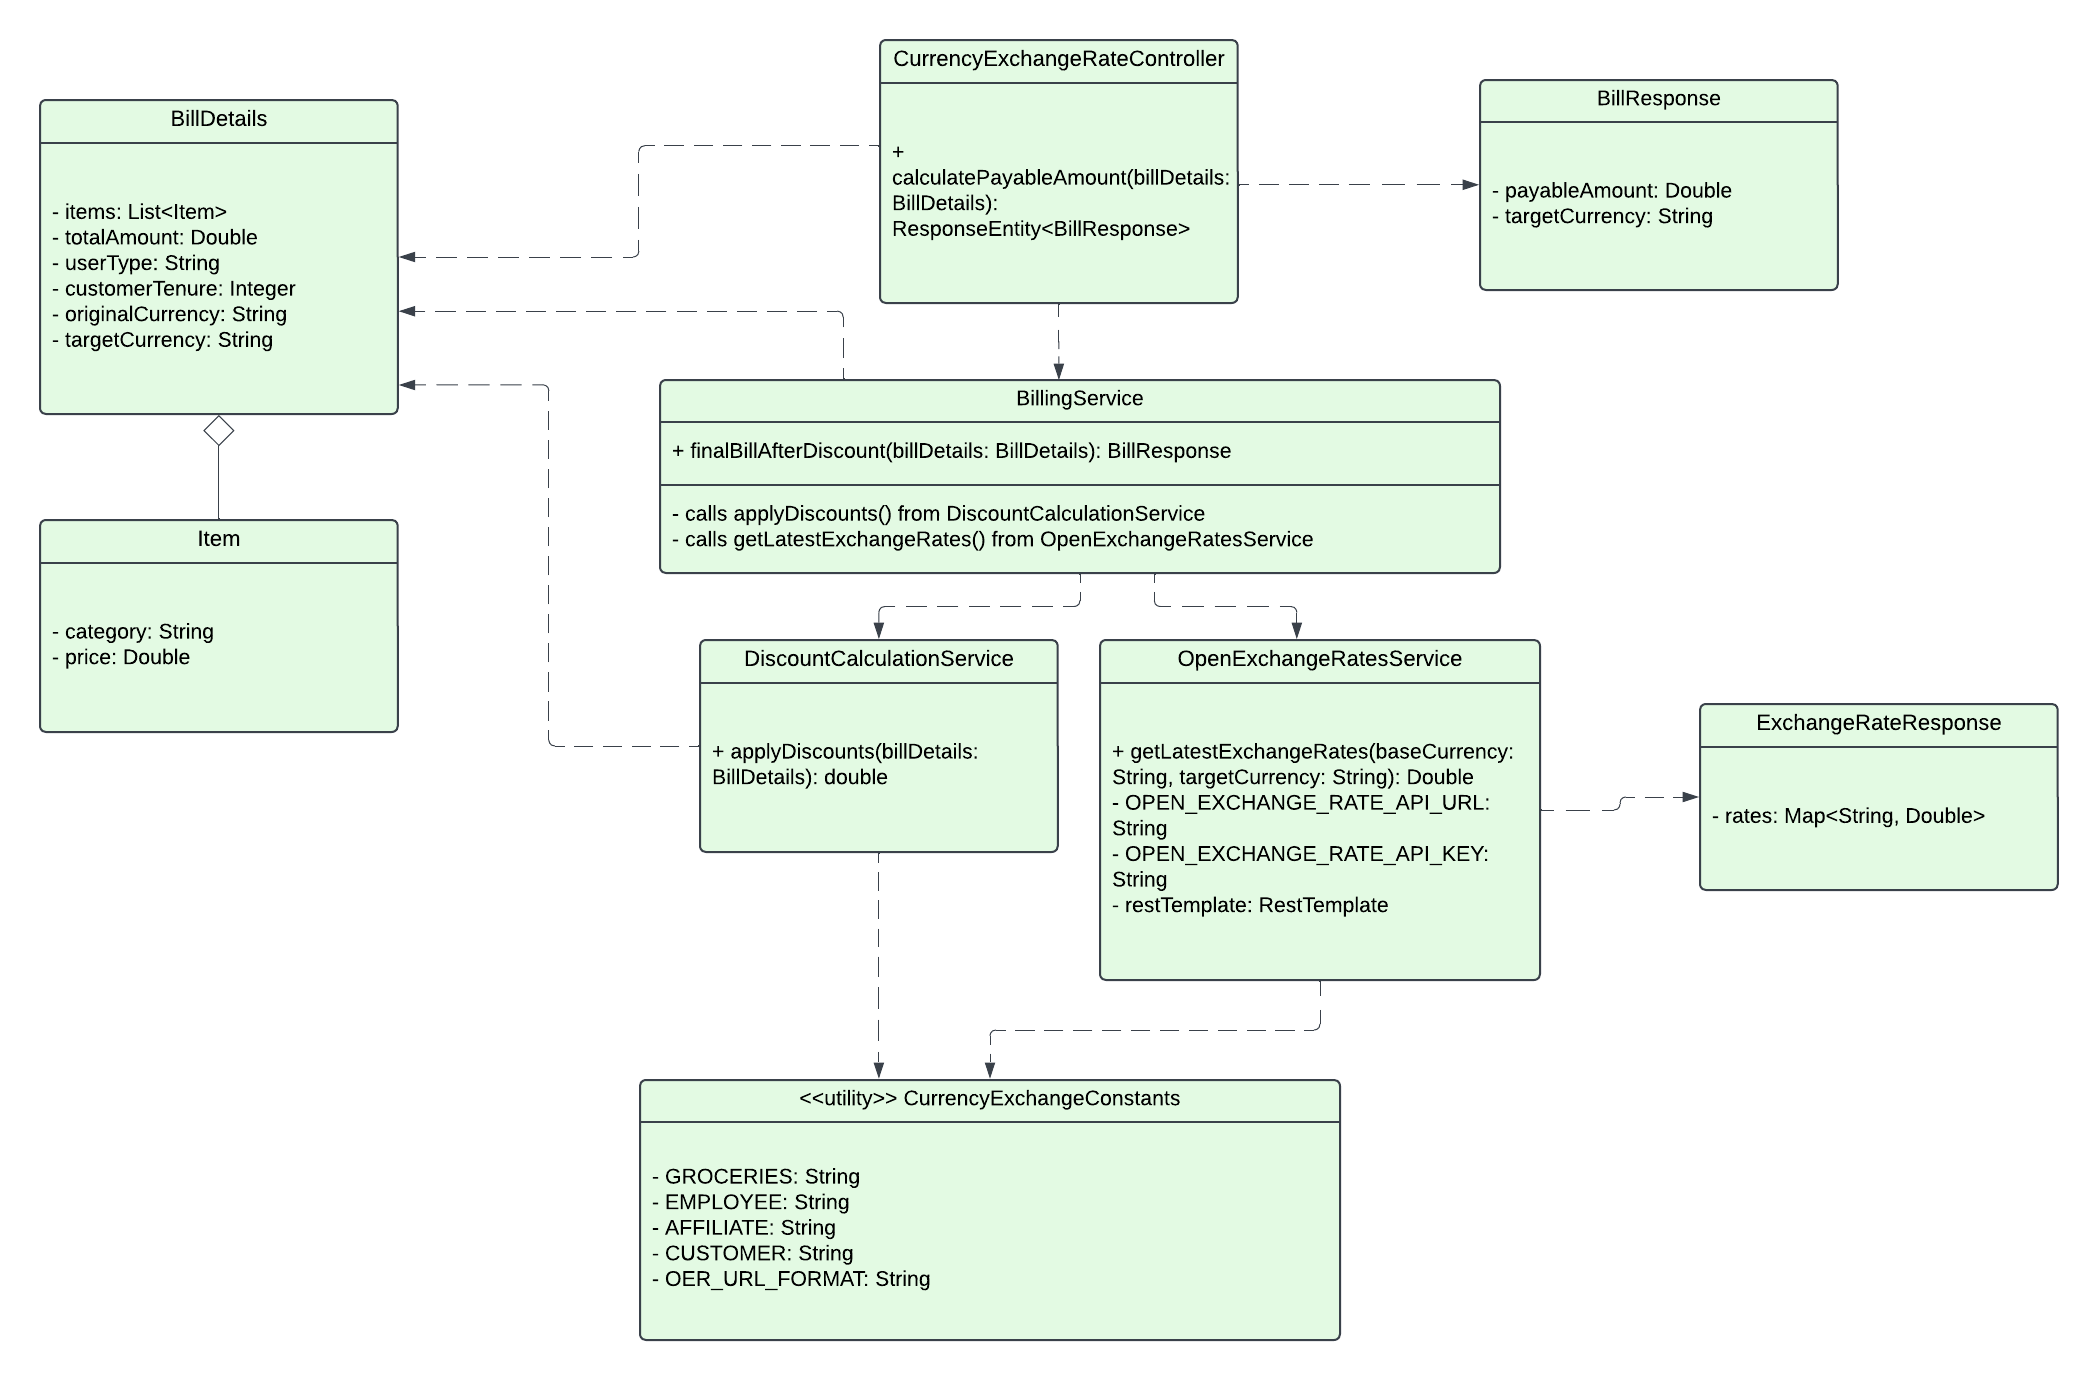 CurrencyExchangeRateController
+
calculatePayableAmount(billDetails:
BillDetails):
ResponseEntity<BillResponse>
BillResponse
- payableAmount: Double
- targetCurrency: String
BillDetails
- items: List<Item>
- totalAmount: Double
- userType: String
- customerTenure: Integer
- originalCurrency: String
- targetCurrency: String
BillingService
+ finalBillAfterDiscount(billDetails: BillDetails): BillResponse
- calls applyDiscounts() from DiscountCalculationService
- calls getLatestExchangeRates() from OpenExchangeRatesService
Item
- category: String
- price: Double
DiscountCalculationService
+ applyDiscounts(billDetails:
BillDetails): double
OpenExchangeRatesService
+ getLatestExchangeRates(baseCurrency:
String, targetCurrency: String): Double
- OPEN_EXCHANGE_RATE_API_URL:
String
- OPEN_EXCHANGE_RATE_API_KEY:
String
- restTemplate: RestTemplate
ExchangeRateResponse
- rates: Map<String, Double>
<<utility>> CurrencyExchangeConstants
- GROCERIES: String
- EMPLOYEE: String
- AFFILIATE: String
- CUSTOMER: String
- OER_URL_FORMAT: String